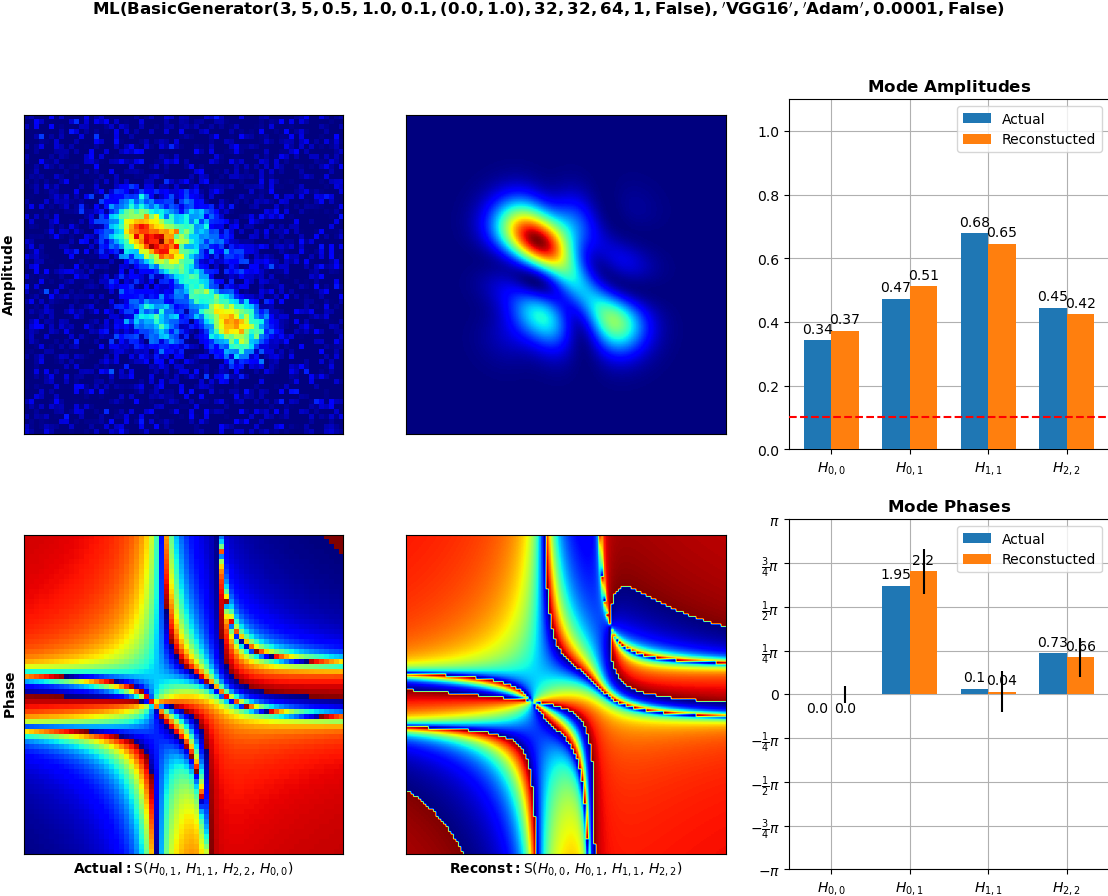 ML(BasicGenerator(3, 5, 0.5, 1.0, 0.1, (0.0, 1.0), 32, 32, 64, 1, False), ′VGG16′, ′Adam′, 0.0001, False)
Amplitude
Mode Amplitudes
Actual
Reconstucted
1.0
0.8
0.6
0.4
0.2
0.0
0.34
0.37
0.47
0.51
0.68
0.65
0.45
0.42
H0,0
H0,1
H1,1
H2,2
Phase
Mode Phases
Actual
Reconstucted
π
3/4π
1/2π
1/4π
0
−1/4π
−1/2π
−3/4π
−π
0.0
0.0
1.95
2.2
0.1
0.04
0.73
0.66
H0,0
H0,1
H1,1
H2,2
Actual: S(H0,1, H1,1, H2,2, H0,0)
Reconst: S(H0,0, H0,1, H1,1, H2,2)